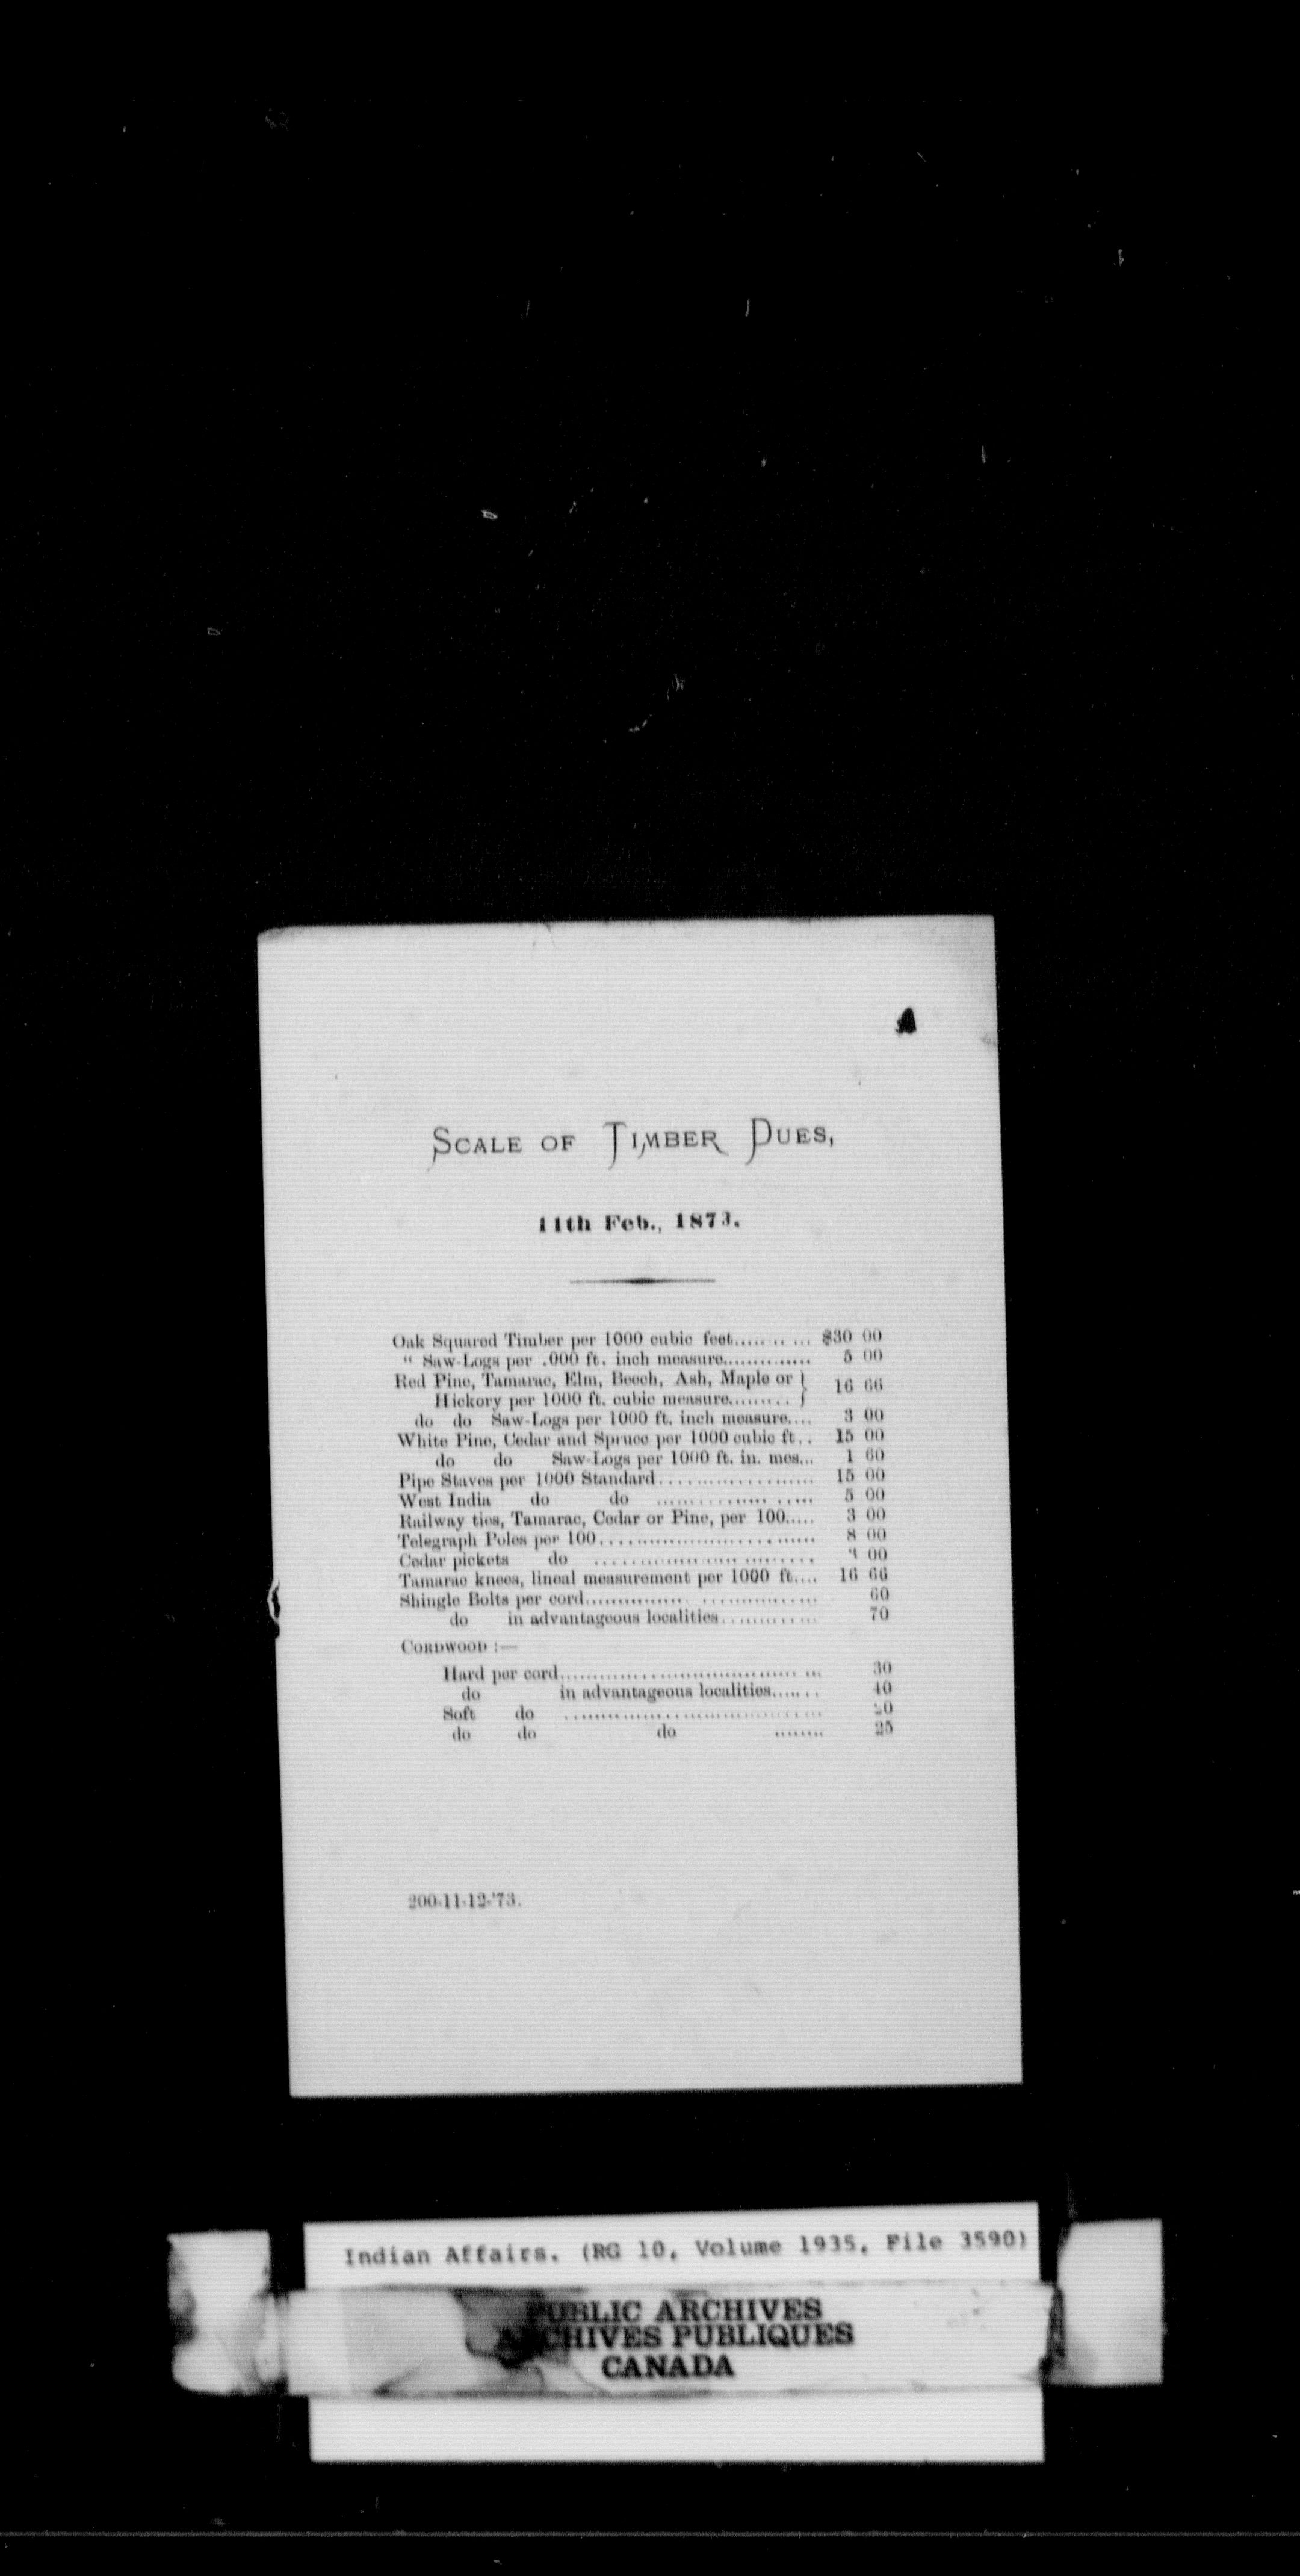 SCALE OF TIMBER DUES,
11th Feb., 1873.
Oak Squared Timber per 1000 cubic feet.......... ... $30 00
" Saw-Logs per .000 ft. inch measure............. 5 00
Red Pine, Tamarac, Elm, Beech, Ash, Maple or }
Hickory per 1000 ft. cubic measure......... } 16 66
do do Saw-Logs per 1000 ft. inch measure.... 3 00
White Pine, Cedar and Spruce per 1000 cubic ft.. 15 00
do do Saw-Logs per 1000 ft. in. mes... 1 60
Pipe Staves per 1000 Standard.................... 15 00
West India do do ................ ..... 5 00
Railway ties, Tamarac, Cedar or Pine, per 100..... 3 00
Telegraph Poles per 100............................ 8 00
Cedar pickets do ............................ 3 00
Tamarac knees, lineal measurement per 1000 ft.... 16 66
Shingle Bolts per cord.............. ................ 60
do in advantageous localities............ 70
CORDWOOD :—
Hard per cord.................................. ... 30
do in advantageous localities....... 40
Soft do .................................. 20
do do do ........ 25
200-11-12-'73.
Indian Affairs. (RG 10, Volume 1935, File 3590)
PUBLIC ARCHIVES
ARCHIVES PUBLIQUES
CANADA